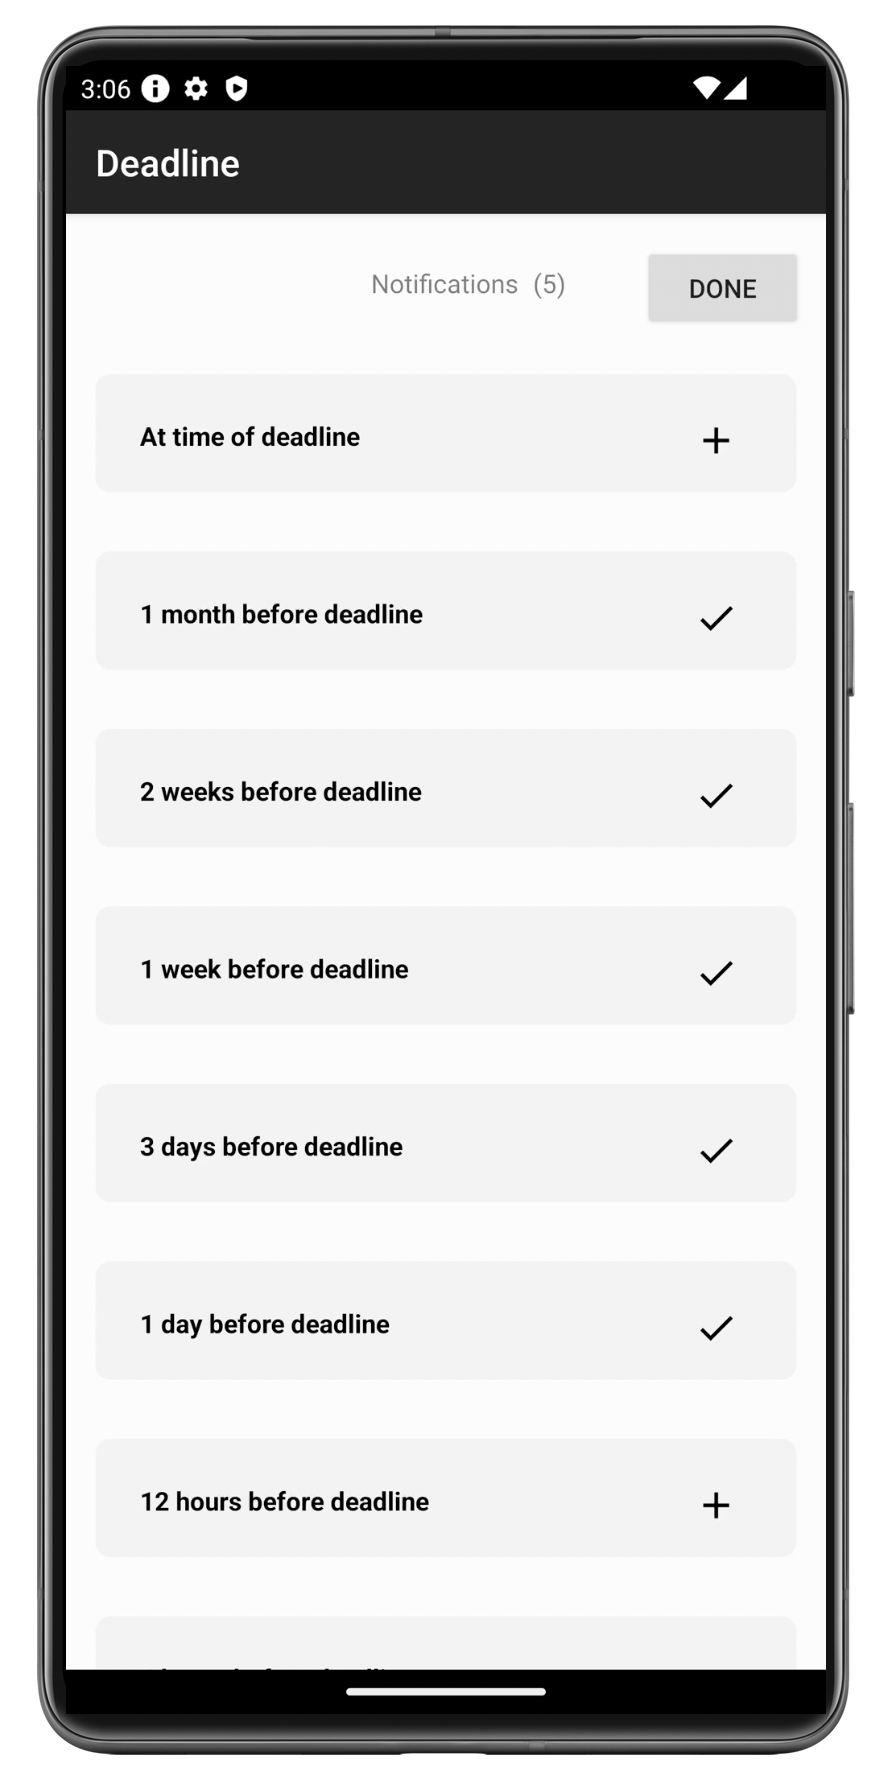 3:06
Deadline
Notifications (5)
DONE
At time of deadline
1 month before deadline
2 weeks before deadline
1 week before deadline
3 days before deadline
1 day before deadline
12 hours before deadline